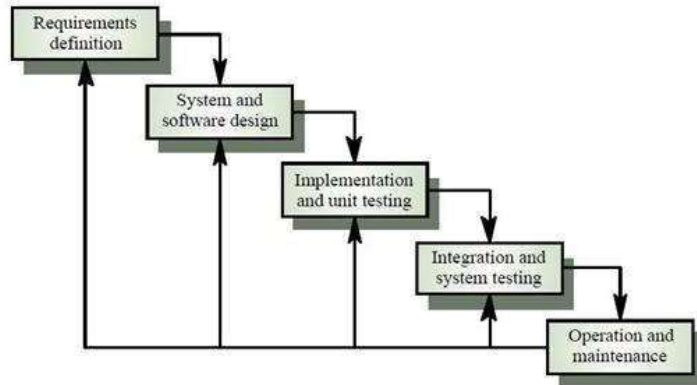 Requirements
definition
System and
software design
Implementation
and unit testing
Integration and
system testing
Operation and
maintenance